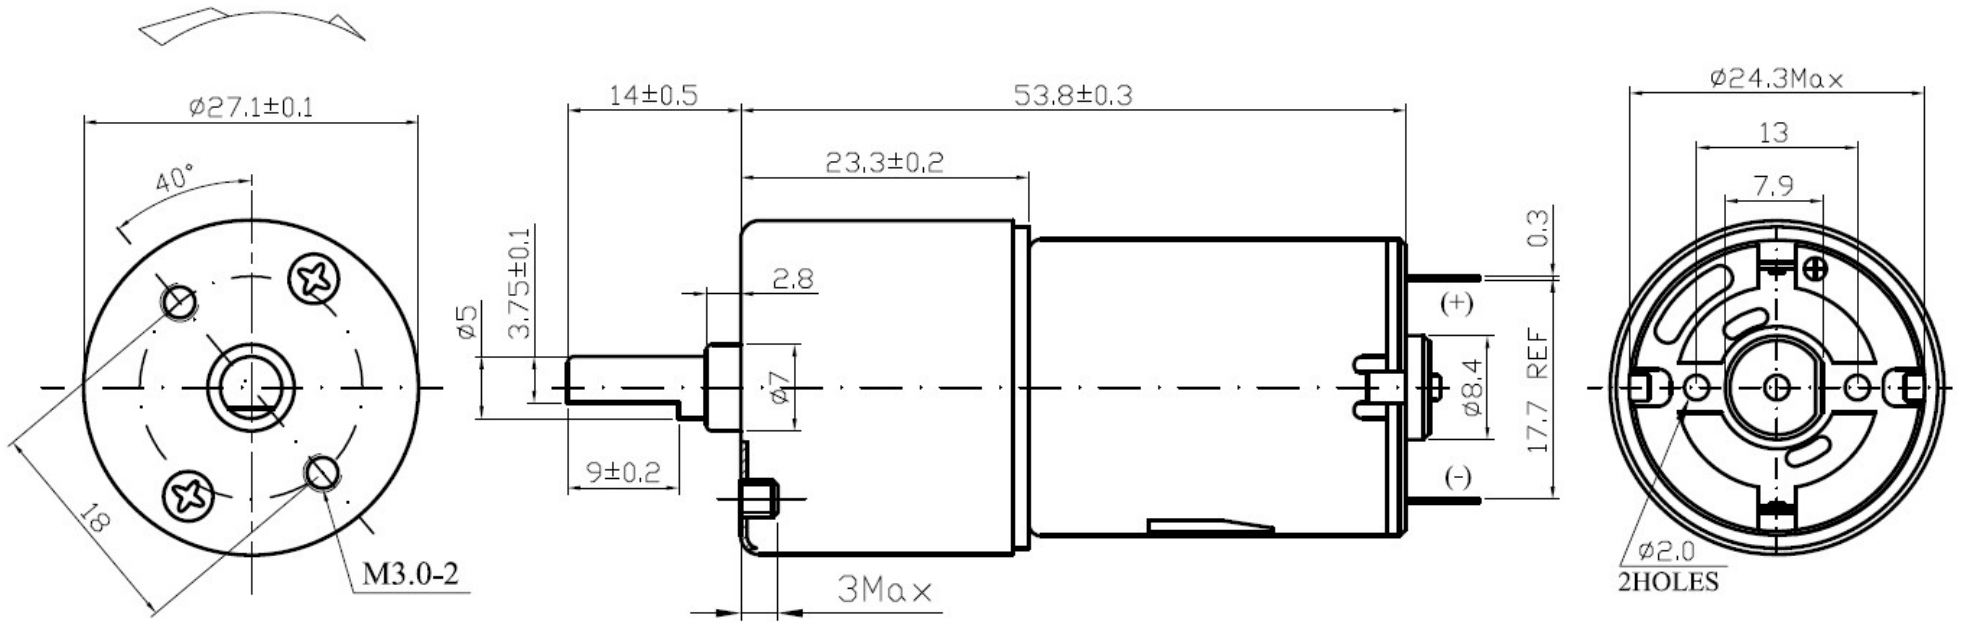 ø27.1±0.1
40°
18
M3.0-2
14±0.5
53.8±0.3
23.3±0.2
2.8
ø5
3.75±0.1
ø7
9±0.2
3Max
0.3
(+)
17.7 REF
ø8.4
(-)
ø24.3Max
13
7.9
ø2.0
2HOLES